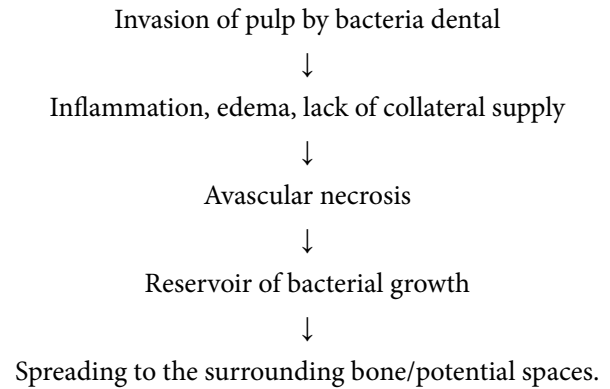 Invasion of pulp by bacteria dental
↓
Inflammation, edema, lack of collateral supply
↓
Avascular necrosis
↓
Reservoir of bacterial growth
↓
Spreading to the surrounding bone/potential spaces.